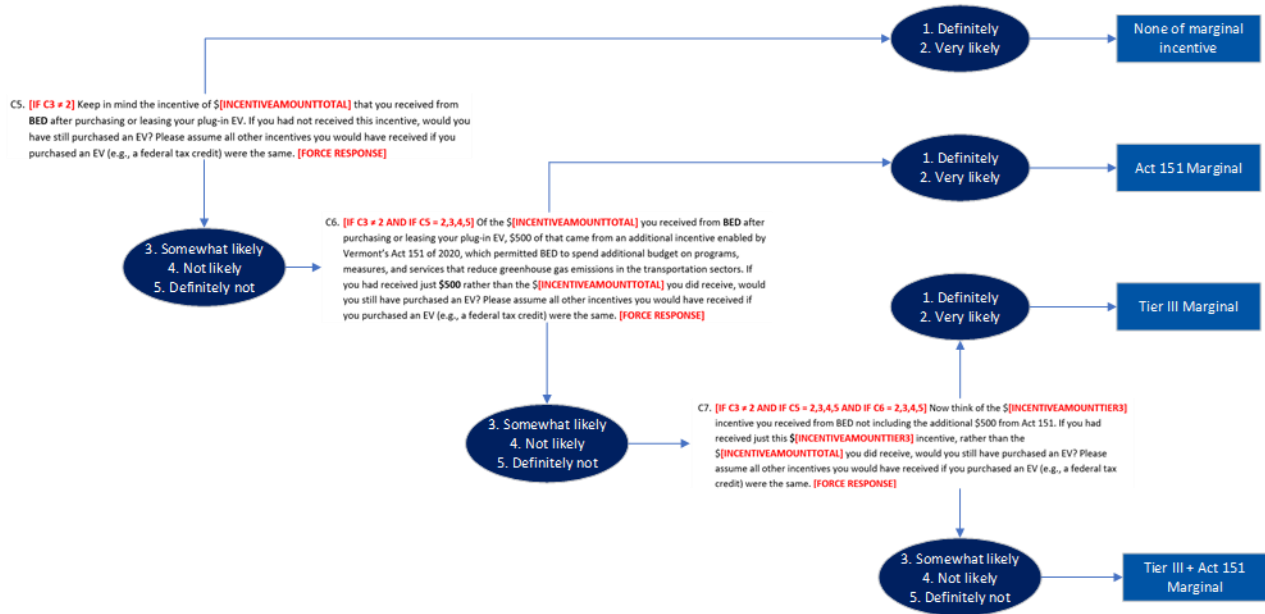 1. Definitely
2. Very likely
None of marginal
incentive
C5. [IF C3 ≠ 2] Keep in mind the incentive of $[INCENTIVEAMOUNTTOTAL] that you received from
BED after purchasing or leasing your plug-in EV. If you had not received this incentive, would you
have still purchased an EV? Please assume all other incentives you would have received if you
purchased an EV (e.g., a federal tax credit) were the same. [FORCE RESPONSE]
1. Definitely
2. Very likely
Act 151 Marginal
3. Somewhat likely
4. Not likely
5. Definitely not
C6. [IF C3 ≠ 2 AND IF C5 = 2,3,4,5] Of the $[INCENTIVEAMOUNTTOTAL] you received from BED after
purchasing or leasing your plug-in EV, $500 of that came from an additional incentive enabled by
Vermont's Act 151 of 2020, which permitted BED to spend additional budget on programs,
measures, and services that reduce greenhouse gas emissions in the transportation sectors. If
you had received just $500 rather than the $[INCENTIVEAMOUNTTOTAL] you did receive, would
you still have purchased an EV? Please assume all other incentives you would have received if
you purchased an EV (e.g., a federal tax credit) were the same. [FORCE RESPONSE]
1. Definitely
2. Very likely
Tier III Marginal
3. Somewhat likely
4. Not likely
5. Definitely not
C7. [IF C3 ≠ 2 AND IF C5 = 2,3,4,5 AND IF C6 = 2,3,4,5] Now think of the $[INCENTIVEAMOUNTTIER3]
incentive you received from BED not including the additional $500 from Act 151. If you had
received just this $[INCENTIVEAMOUNTTIER3] incentive, rather than the
$[INCENTIVEAMOUNTTOTAL] you did receive, would you still have purchased an EV? Please
assume all other incentives you would have received if you purchased an EV (e.g., a federal tax
credit) were the same. [FORCE RESPONSE]
3. Somewhat likely
4. Not likely
5. Definitely not
Tier III + Act 151
Marginal